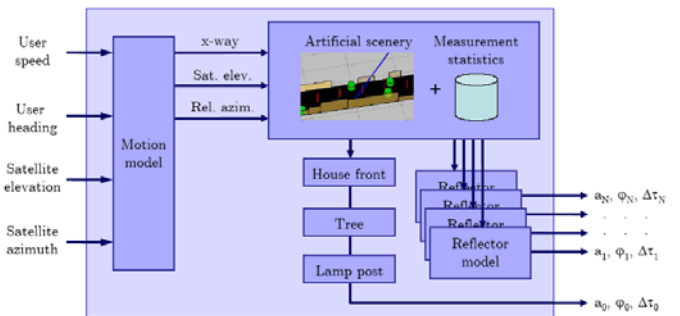 User
speed
User
heading
Satellite
elevation
Satellite
azimuth
Motion
model
x-way
Sat. elev.
Rel. azim.
Artificial scenery
+
Measurement
statistics
House front
Tree
Lamp post
Reflector
Reflector
Reflector
Reflector
model
a_N, φ_N, Δτ_N
. . .
. . .
a_1, φ_1, Δτ_1
a_0, φ_0, Δτ_0